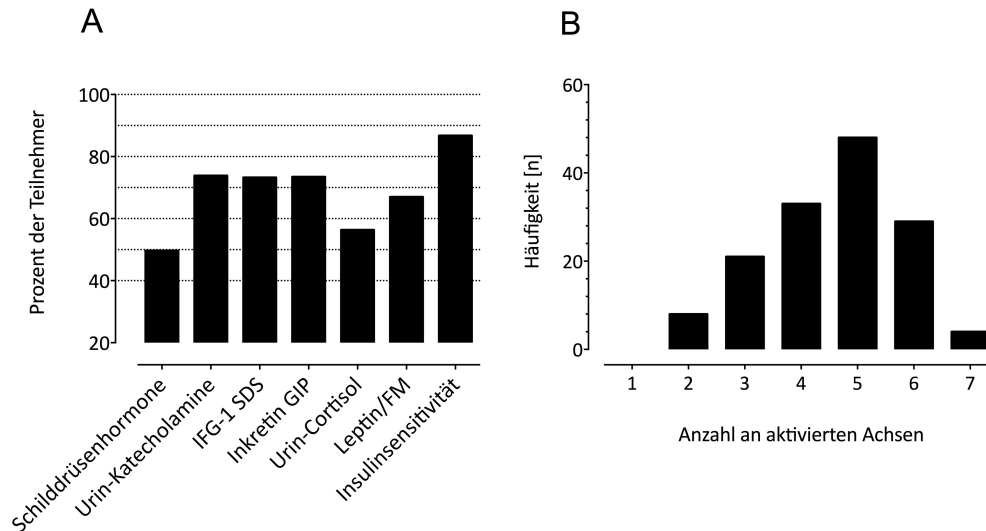 A
Prozent der Teilnehmer
100
80
60
40
20
Schilddrüsenhormone
Urin-Katecholamine
IFG-1 SDS
Inkretin GIP
Urin-Cortisol
Leptin/FM
Insulinsensitivität
B
Häufigkeit [n]
60
40
20
0
1 2 3 4 5 6 7
Anzahl an aktivierten Achsen